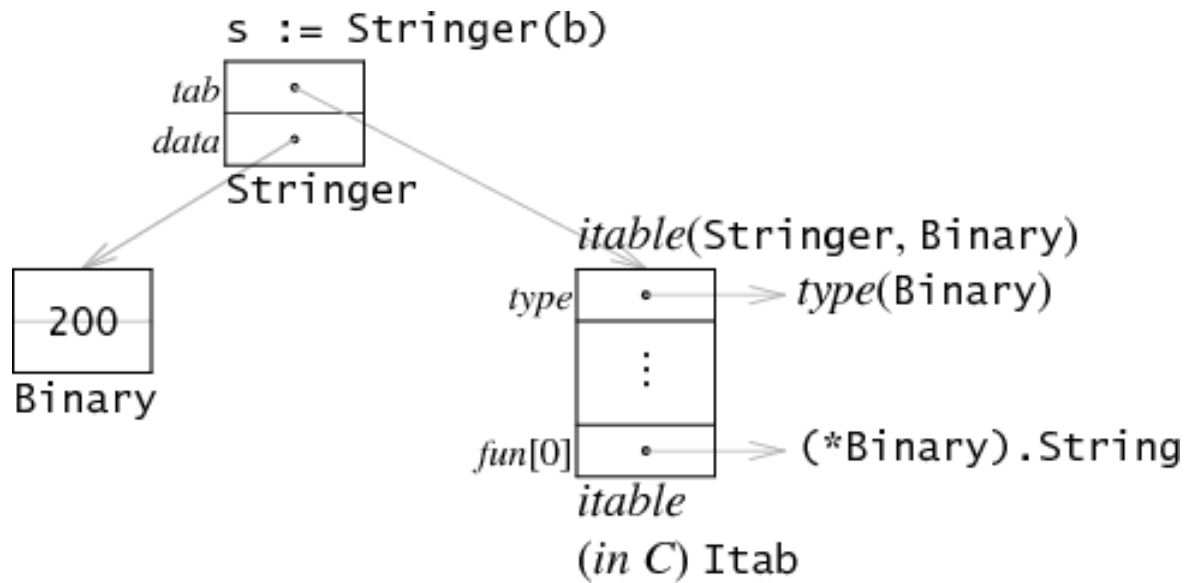 s := Stringer(b)
tab
data
Stringer
itable(Stringer, Binary)
type
type(Binary)
200
Binary
⋮
fun[0]
(*Binary).String
itable
(in C) Itab